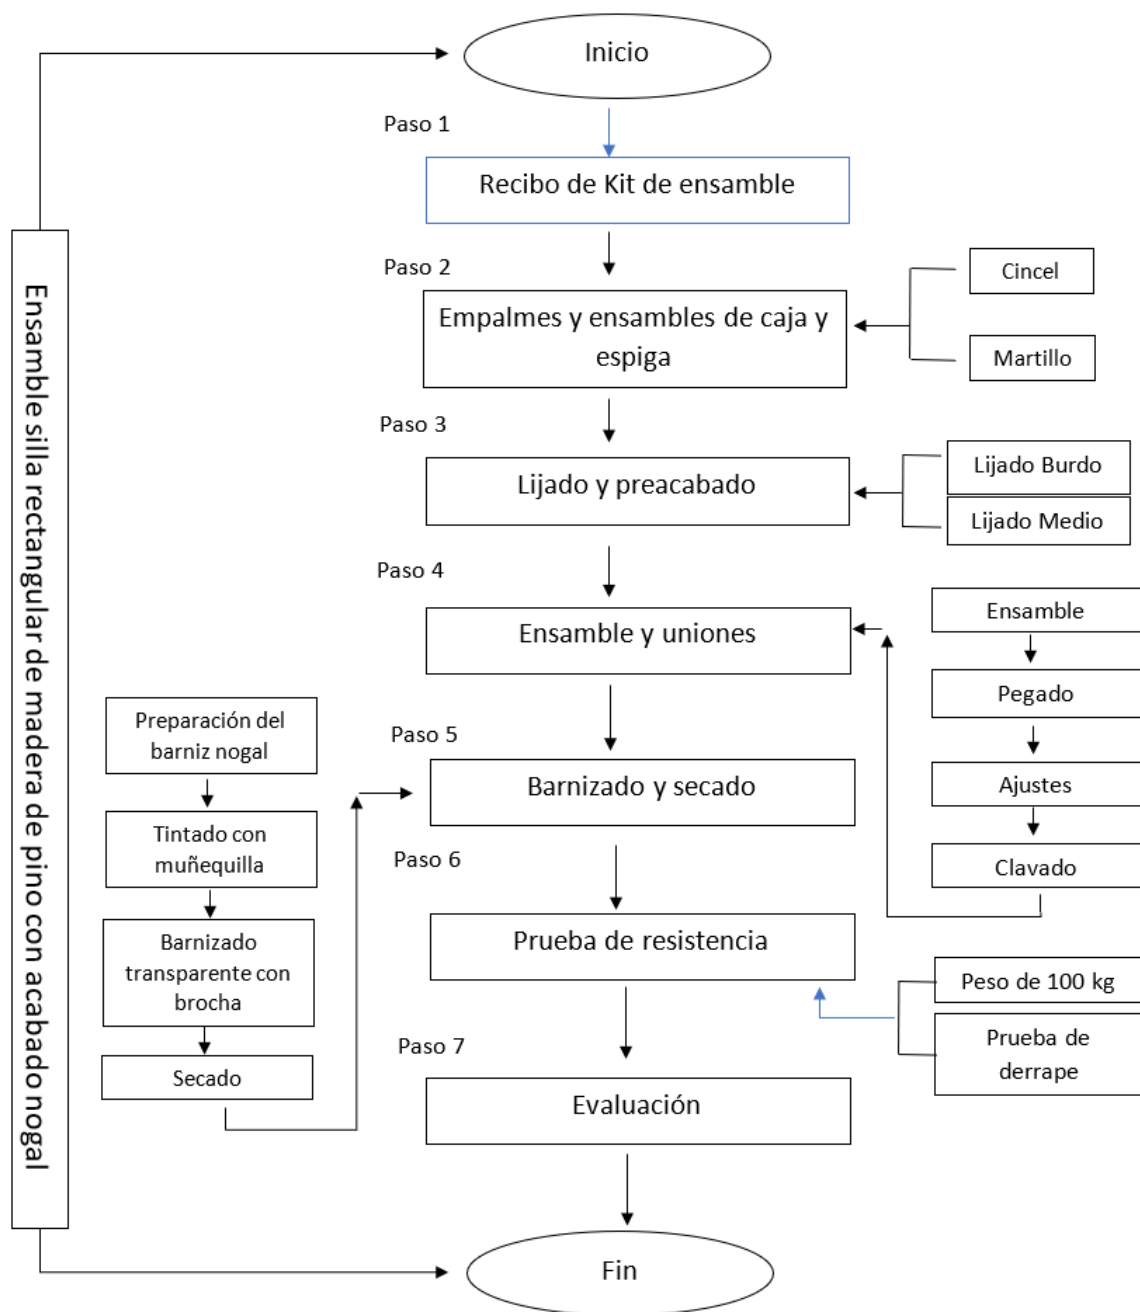 Inicio
Paso 1
Recibo de Kit de ensamble
Paso 2
Empalmes y ensambles de caja y
espiga
Cincel
Martillo
Paso 3
Lijado y preacabado
Lijado Burdo
Lijado Medio
Paso 4
Ensamble y uniones
Ensamble
Pegado
Ajustes
Clavado
Paso 5
Barnizado y secado
Preparación del
barniz nogal
Tintado con
muñequilla
Barnizado
transparente con
brocha
Secado
Paso 6
Prueba de resistencia
Peso de 100 kg
Prueba de
derrape
Paso 7
Evaluación
Fin
Ensamble silla rectangular de madera de pino con acabado nogal